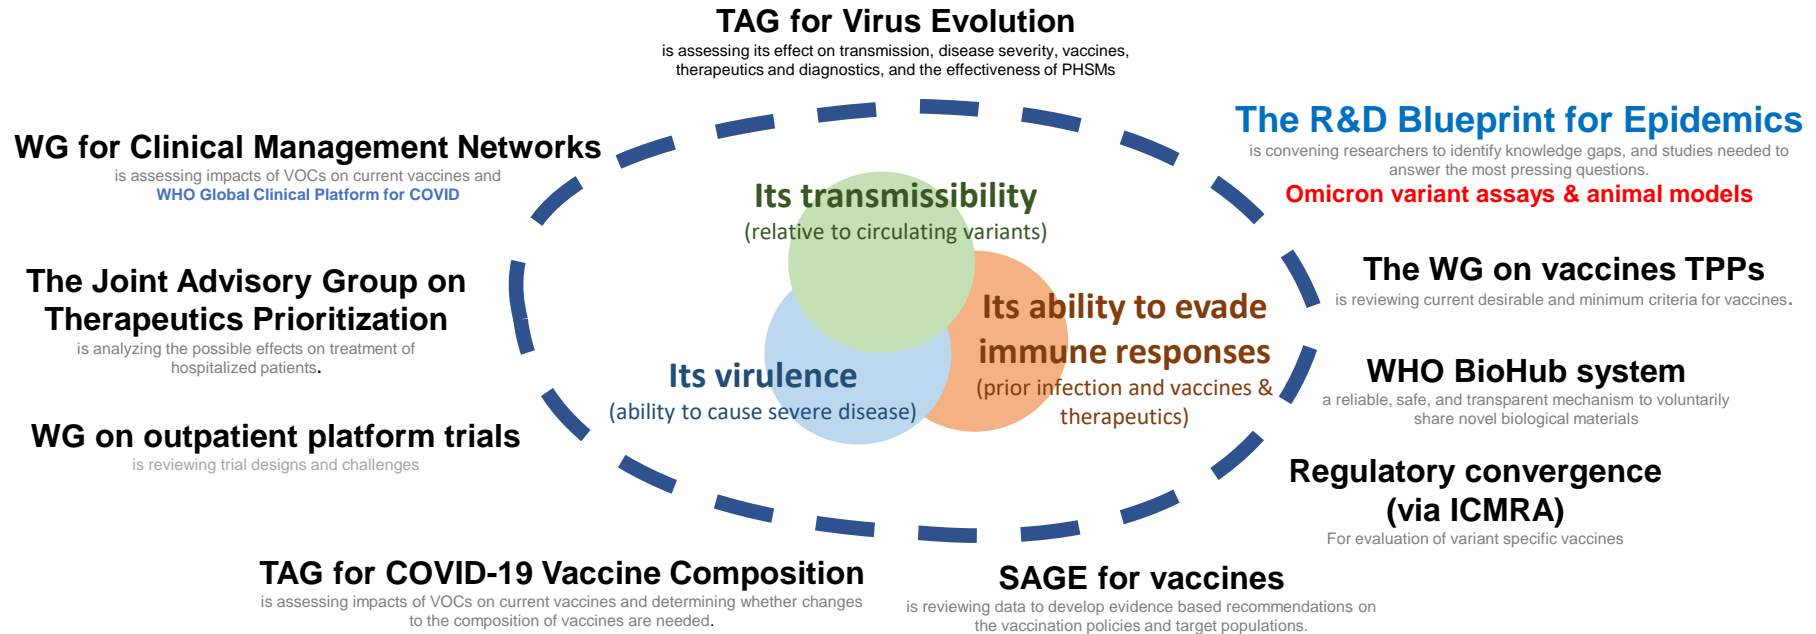 TAG for Virus Evolution
is assessing its effect on transmission, disease severity, vaccines,
therapeutics and diagnostics, and the effectiveness of PHSMs
WG for Clinical Management Networks
is assessing impacts of VOCs on current vaccines and
WHO Global Clinical Platform for COVID
The Joint Advisory Group on
Therapeutics Prioritization
is analyzing the possible effects on treatment of
hospitalized patients.
WG on outpatient platform trials
is reviewing trial designs and challenges
Its transmissibility
(relative to circulating variants)
Its ability to evade
immune responses
(prior infection and vaccines &
therapeutics)
Its virulence
(ability to cause severe disease)
The R&D Blueprint for Epidemics
is convening researchers to identify knowledge gaps, and studies needed to
answer the most pressing questions.
Omicron variant assays & animal models
The WG on vaccines TPPs
is reviewing current desirable and minimum criteria for vaccines.
WHO BioHub system
a reliable, safe, and transparent mechanism to voluntarily
share novel biological materials
Regulatory convergence
(via ICMRA)
For evaluation of variant specific vaccines
TAG for COVID-19 Vaccine Composition
is assessing impacts of VOCs on current vaccines and determining whether changes
to the composition of vaccines are needed.
SAGE for vaccines
is reviewing data to develop evidence based recommendations on
the vaccination policies and target populations.